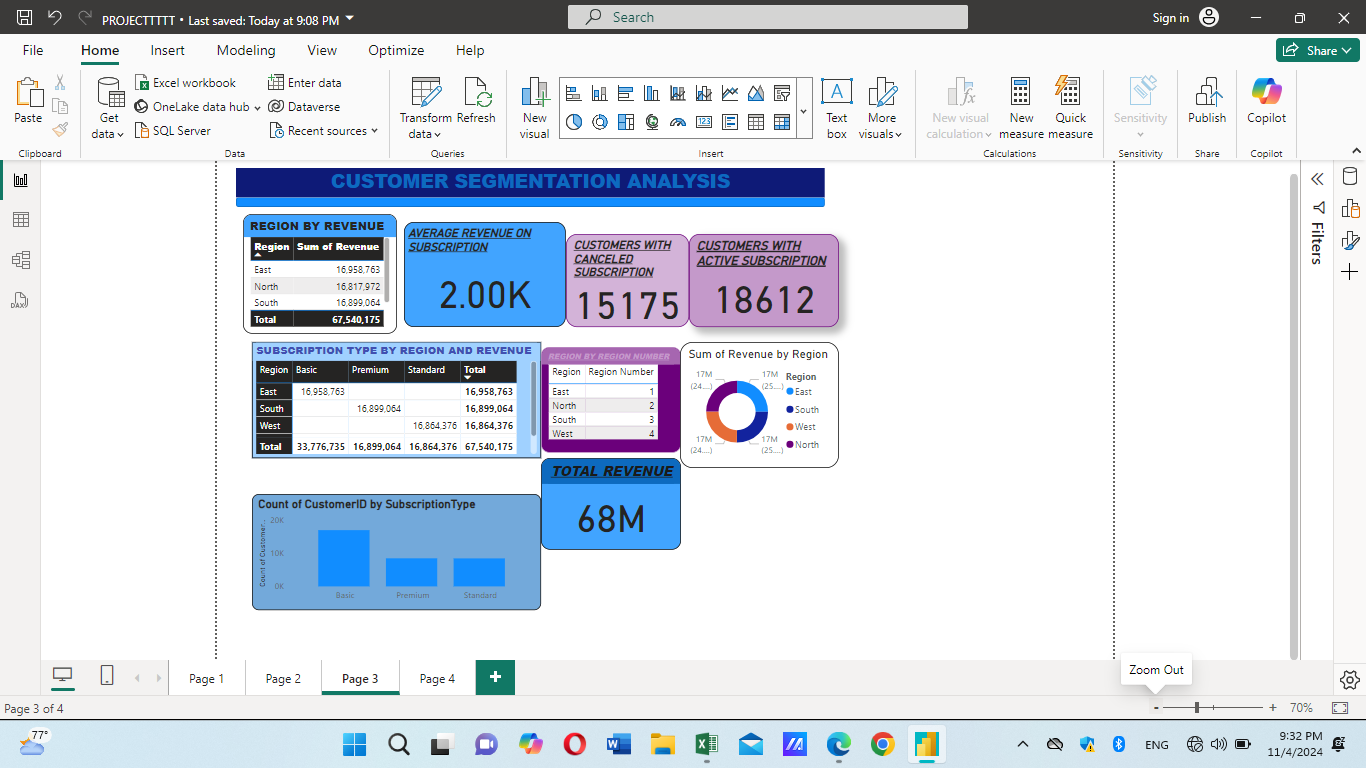 PROJECTTTTT • Last saved: Today at 9:08 PM
Search
Sign in
File Home Insert Modeling View Optimize Help
Share
Paste
Clipboard
Get data
Excel workbook
OneLake data hub
SQL Server
Enter data
Dataverse
Recent sources
Data
Transform data
Refresh
Queries
New visual
123
A
Text box
More visuals
Insert
New visual calculation
New measure
Quick measure
Calculations
Sensitivity
Sensitivity
Publish
Share
Copilot
Copilot
DAX
Filters
CUSTOMER SEGMENTATION ANALYSIS
REGION BY REVENUE
Region Sum of Revenue
East 16,958,763
North 16,817,972
South 16,899,064
Total 67,540,175
AVERAGE REVENUE ON SUBSCRIPTION
2.00K
CUSTOMERS WITH CANCELED SUBSCRIPTION
15175
CUSTOMERS WITH ACTIVE SUBSCRIPTION
18612
SUBSCRIPTION TYPE BY REGION AND REVENUE
Region Basic Premium Standard Total
East 16,958,763 16,958,763
South 16,899,064 16,899,064
West 16,864,376 16,864,376
Total 33,776,735 16,899,064 16,864,376 67,540,175
REGION BY REGION NUMBER
Region Region Number
East 1
North 2
South 3
West 4
Sum of Revenue by Region
17M (24....)
17M (25....)
17M (24....)
17M (25....)
Region
East
South
West
North
TOTAL REVENUE
68M
Count of CustomerID by SubscriptionType
Count of Customer...
20K
10K
0K
Basic Premium Standard
Zoom Out
Page 1 Page 2 Page 3 Page 4 +
Page 3 of 4
- + 70%
77°
ENG
9:32 PM
11/4/2024